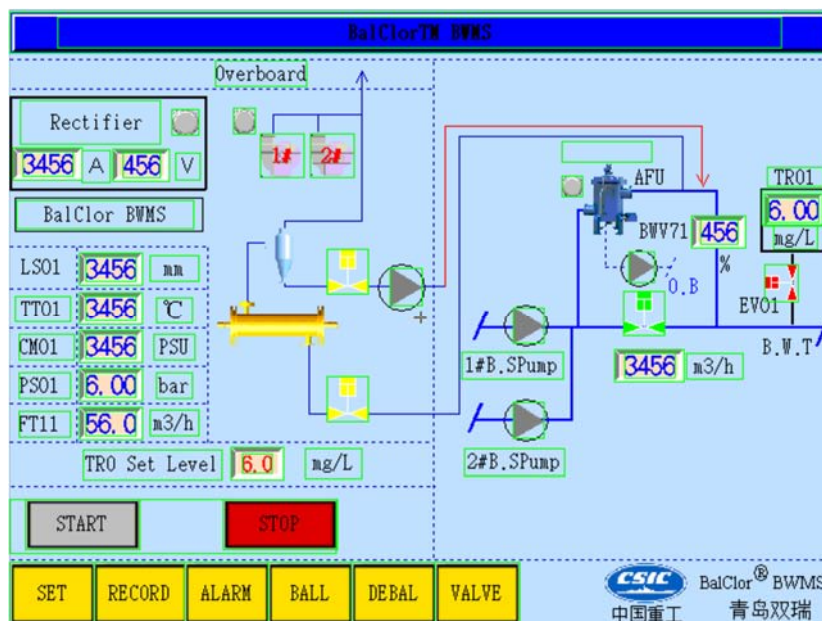 BalClorTM BWMS
Overboard
Rectifier
3456 A 456 V
BalClor BWMS
LS01 3456 mm
TT01 3456 ℃
CM01 3456 PSU
PS01 6.00 bar
FT11 56.0 m3/h
TRO Set Level 6.0 mg/L
START STOP
1# 2#
AFU
BWV71 456
%
O.B
TRO1
6.00
mg/L
EV01
B.W.T
1#B.SPump
3456 m3/h
2#B.SPump
SET RECORD ALARM BALL DEBAL VALVE
CSIC
中国重工
BalClor® BWMS
青岛双瑞